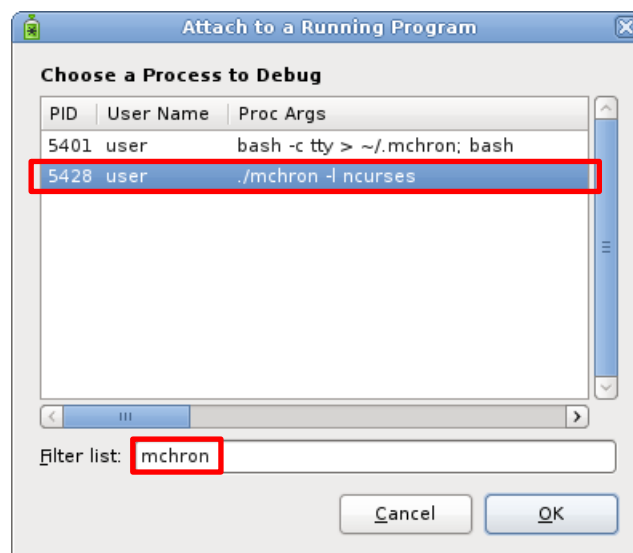 Attach to a Running Program
Choose a Process to Debug
PID User Name Proc Args
5401 user bash -c tty > ~/.mchron; bash
5428 user ./mchron -l ncurses
Filter list: mchron
Cancel OK